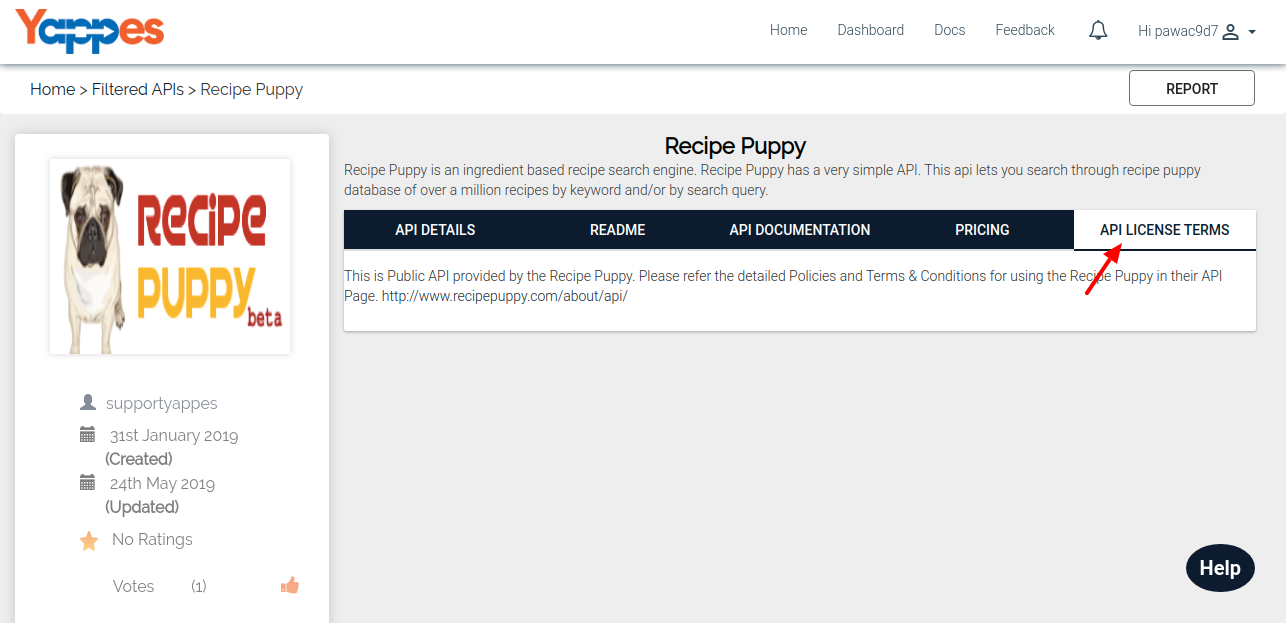 Yappes
Home Dashboard Docs Feedback Hi pawac9d7
Home > Filtered APIs > Recipe Puppy
REPORT
RECIPE
PUPPY
beta
supportyappes
31st January 2019
(Created)
24th May 2019
(Updated)
No Ratings
Votes (1)
Recipe Puppy
Recipe Puppy is an ingredient based recipe search engine. Recipe Puppy has a very simple API. This api lets you search through recipe puppy
database of over a million recipes by keyword and/or by search query.
API DETAILS README API DOCUMENTATION PRICING API LICENSE TERMS
This is Public API provided by the Recipe Puppy. Please refer the detailed Policies and Terms & Conditions for using the Recipe Puppy in their API
Page. http://www.recipepuppy.com/about/api/
Help